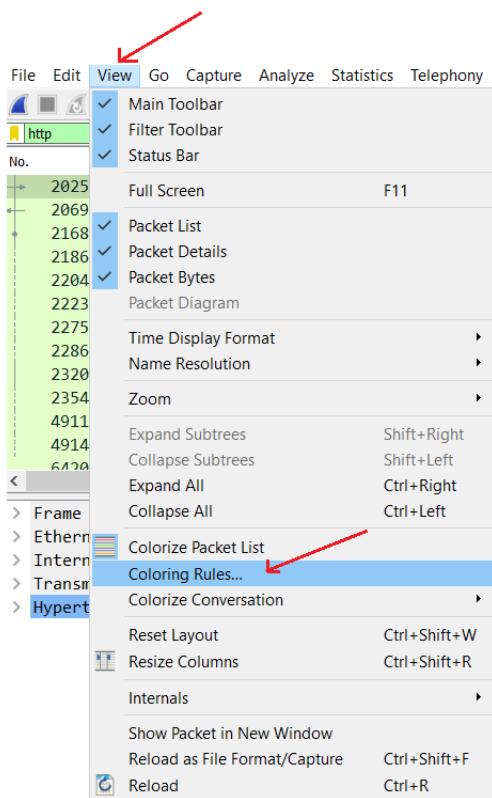 File Edit View Go Capture Analyze Statistics Telephony
Main Toolbar
http
Filter Toolbar
Status Bar
No.
2025
Full Screen F11
2069
2168
Packet List
2186
Packet Details
2204
Packet Bytes
2223
Packet Diagram
2275
Time Display Format
2286
Name Resolution
2320
2354
Zoom
4911
Expand Subtrees Shift+Right
4914
Collapse Subtrees Shift+Left
6420
Expand All Ctrl+Right
Collapse All Ctrl+Left
Frame
Ethern
Colorize Packet List
Intern
Coloring Rules...
Transm
Colorize Conversation
Hypert
Reset Layout Ctrl+Shift+W
Resize Columns Ctrl+Shift+R
Internals
Show Packet in New Window
Reload as File Format/Capture Ctrl+Shift+F
Reload Ctrl+R